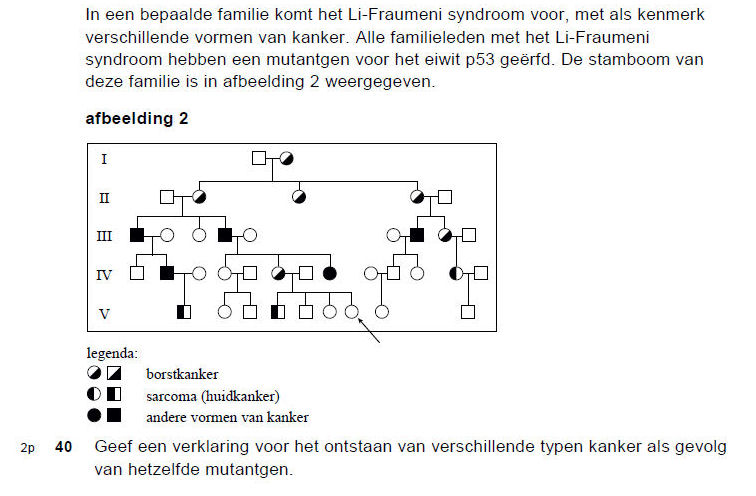 In een bepaalde familie komt het Li-Fraumeni syndroom voor, met als kenmerk
verschillende vormen van kanker. Alle familieleden met het Li-Fraumeni
syndroom hebben een mutantgen voor het eiwit p53 geërfd. De stamboom van
deze familie is in afbeelding 2 weergegeven.
afbeelding 2
I
II
III
IV
V
legenda:
borstkanker
sarcoma (huidkanker)
andere vormen van kanker
2p 40 Geef een verklaring voor het ontstaan van verschillende typen kanker als gevolg
van hetzelfde mutantgen.